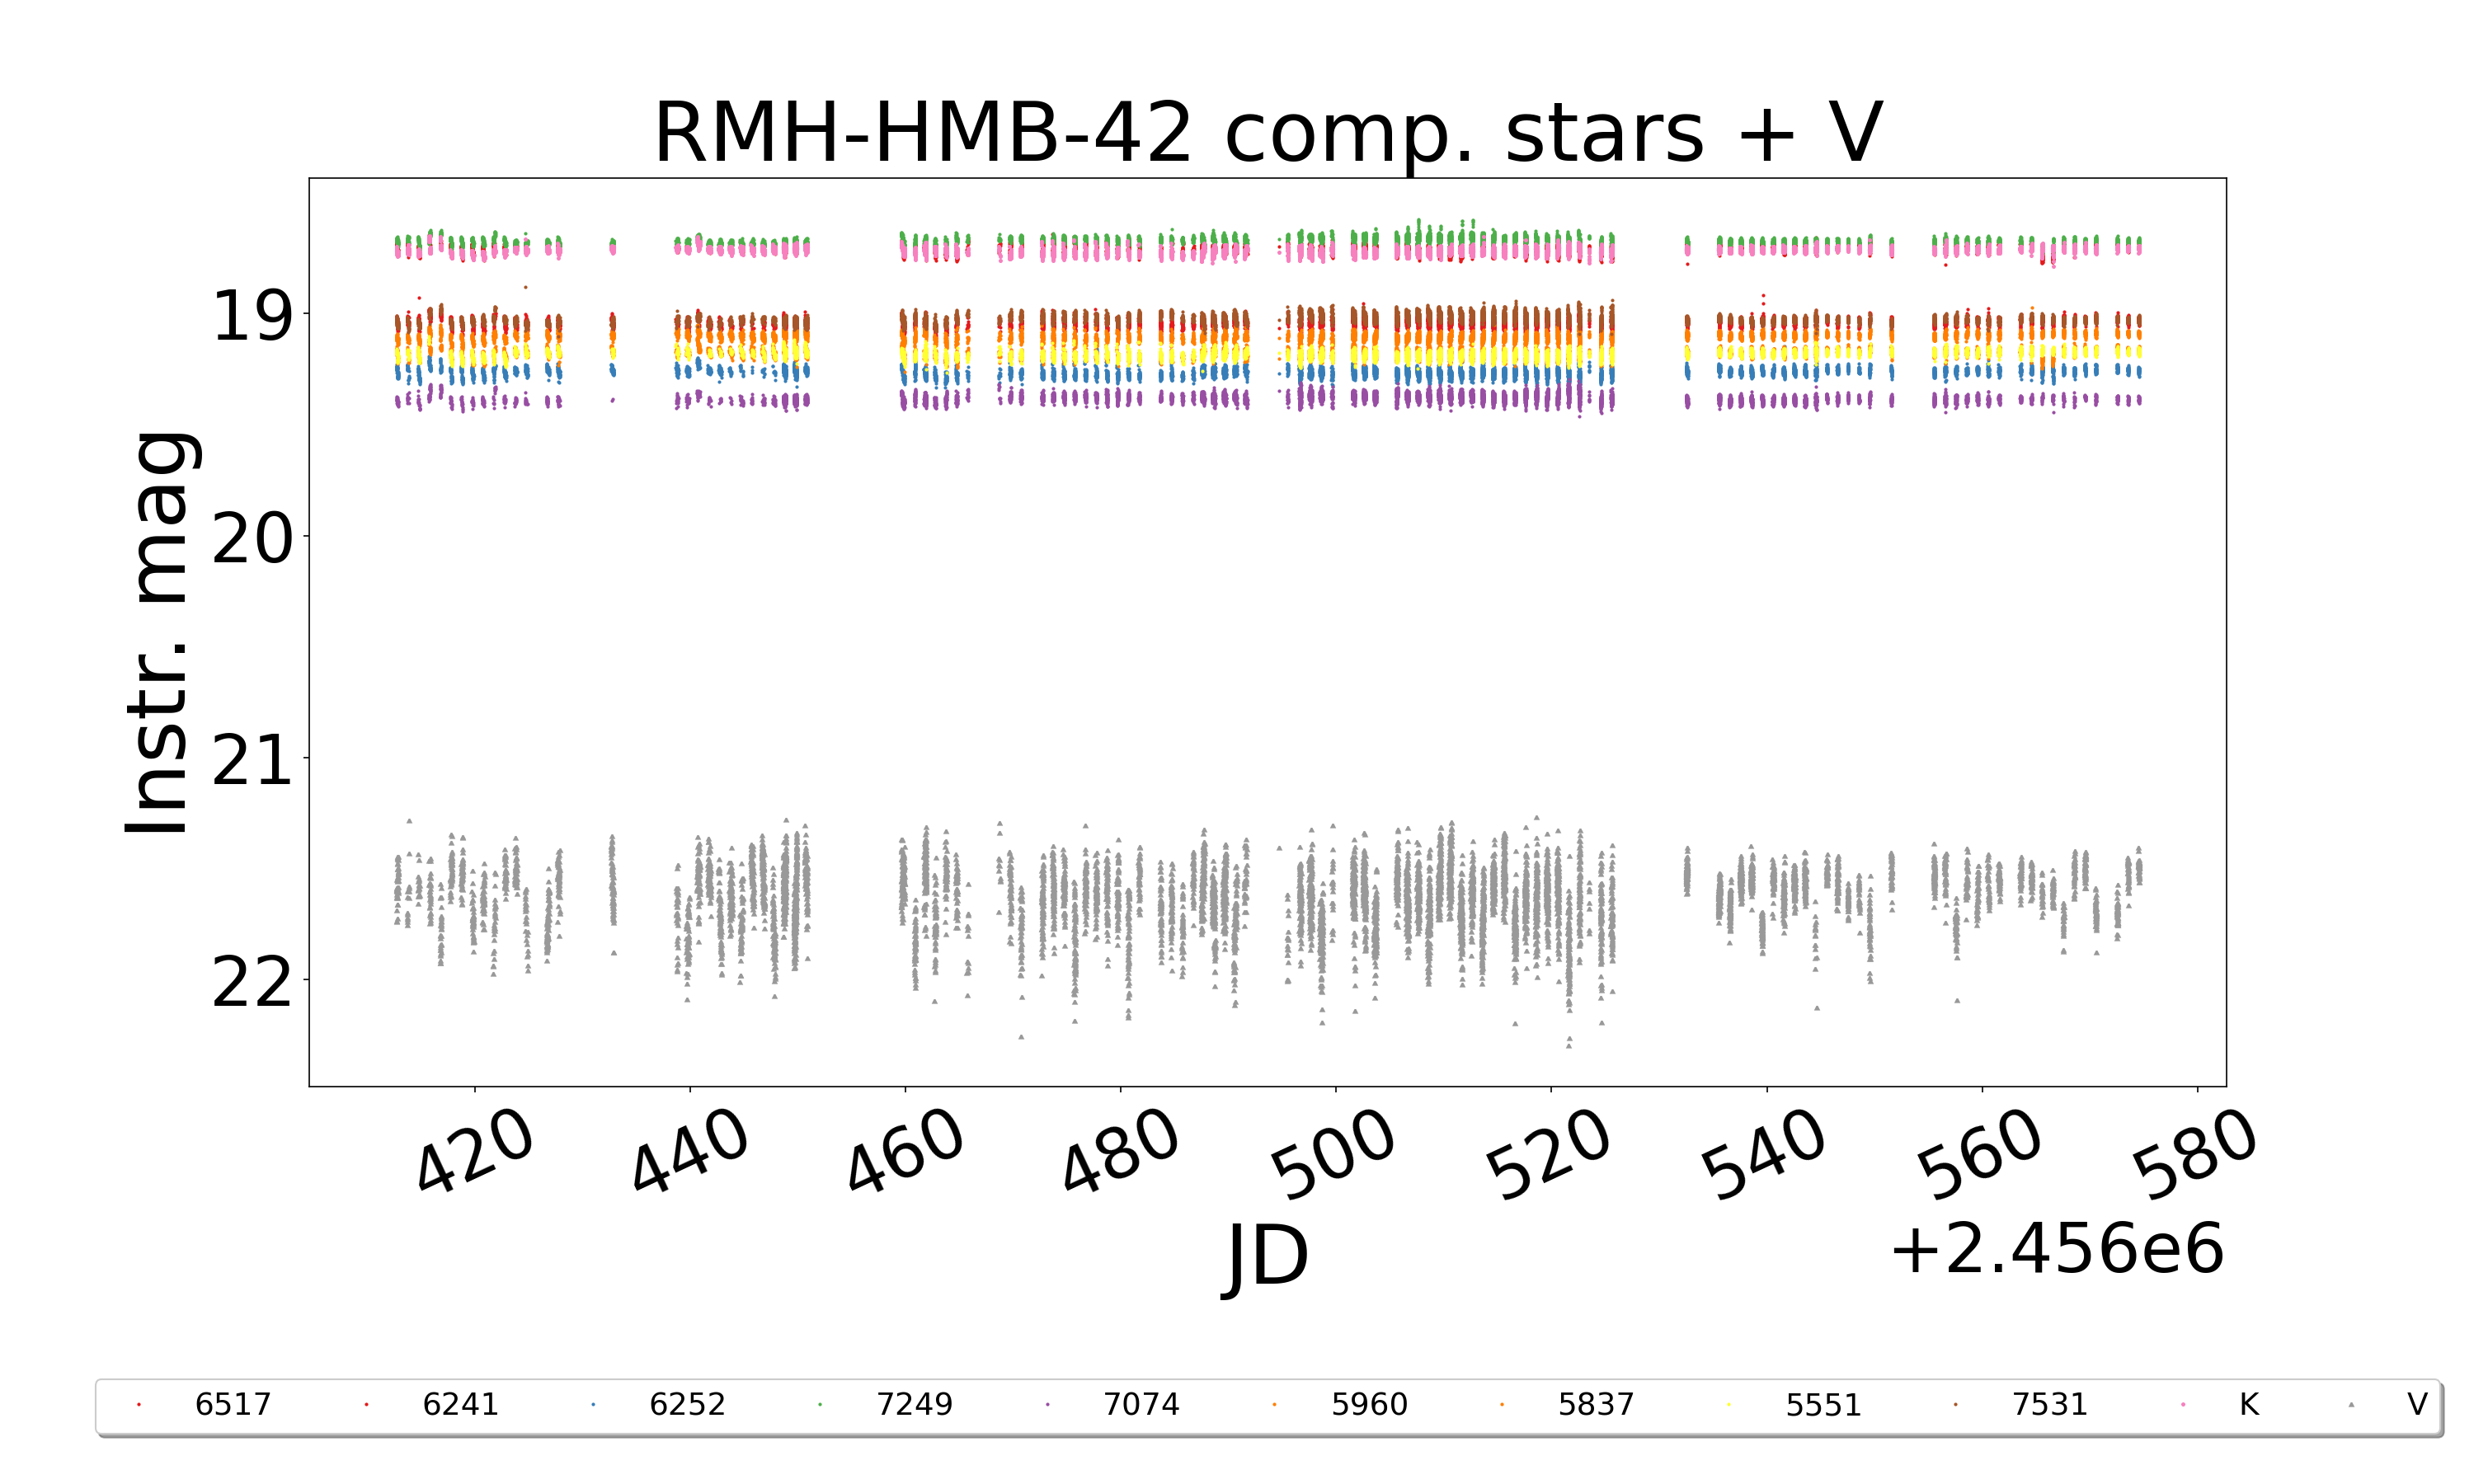 RMH-HMB-42 comp. stars + V
Instr. mag
19
20
21
22
420 440 460 480 500 520 540 560 580
JD
+2.456e6
6517 6241 6252 7249 7074 5960 5837 5551 7531 K V